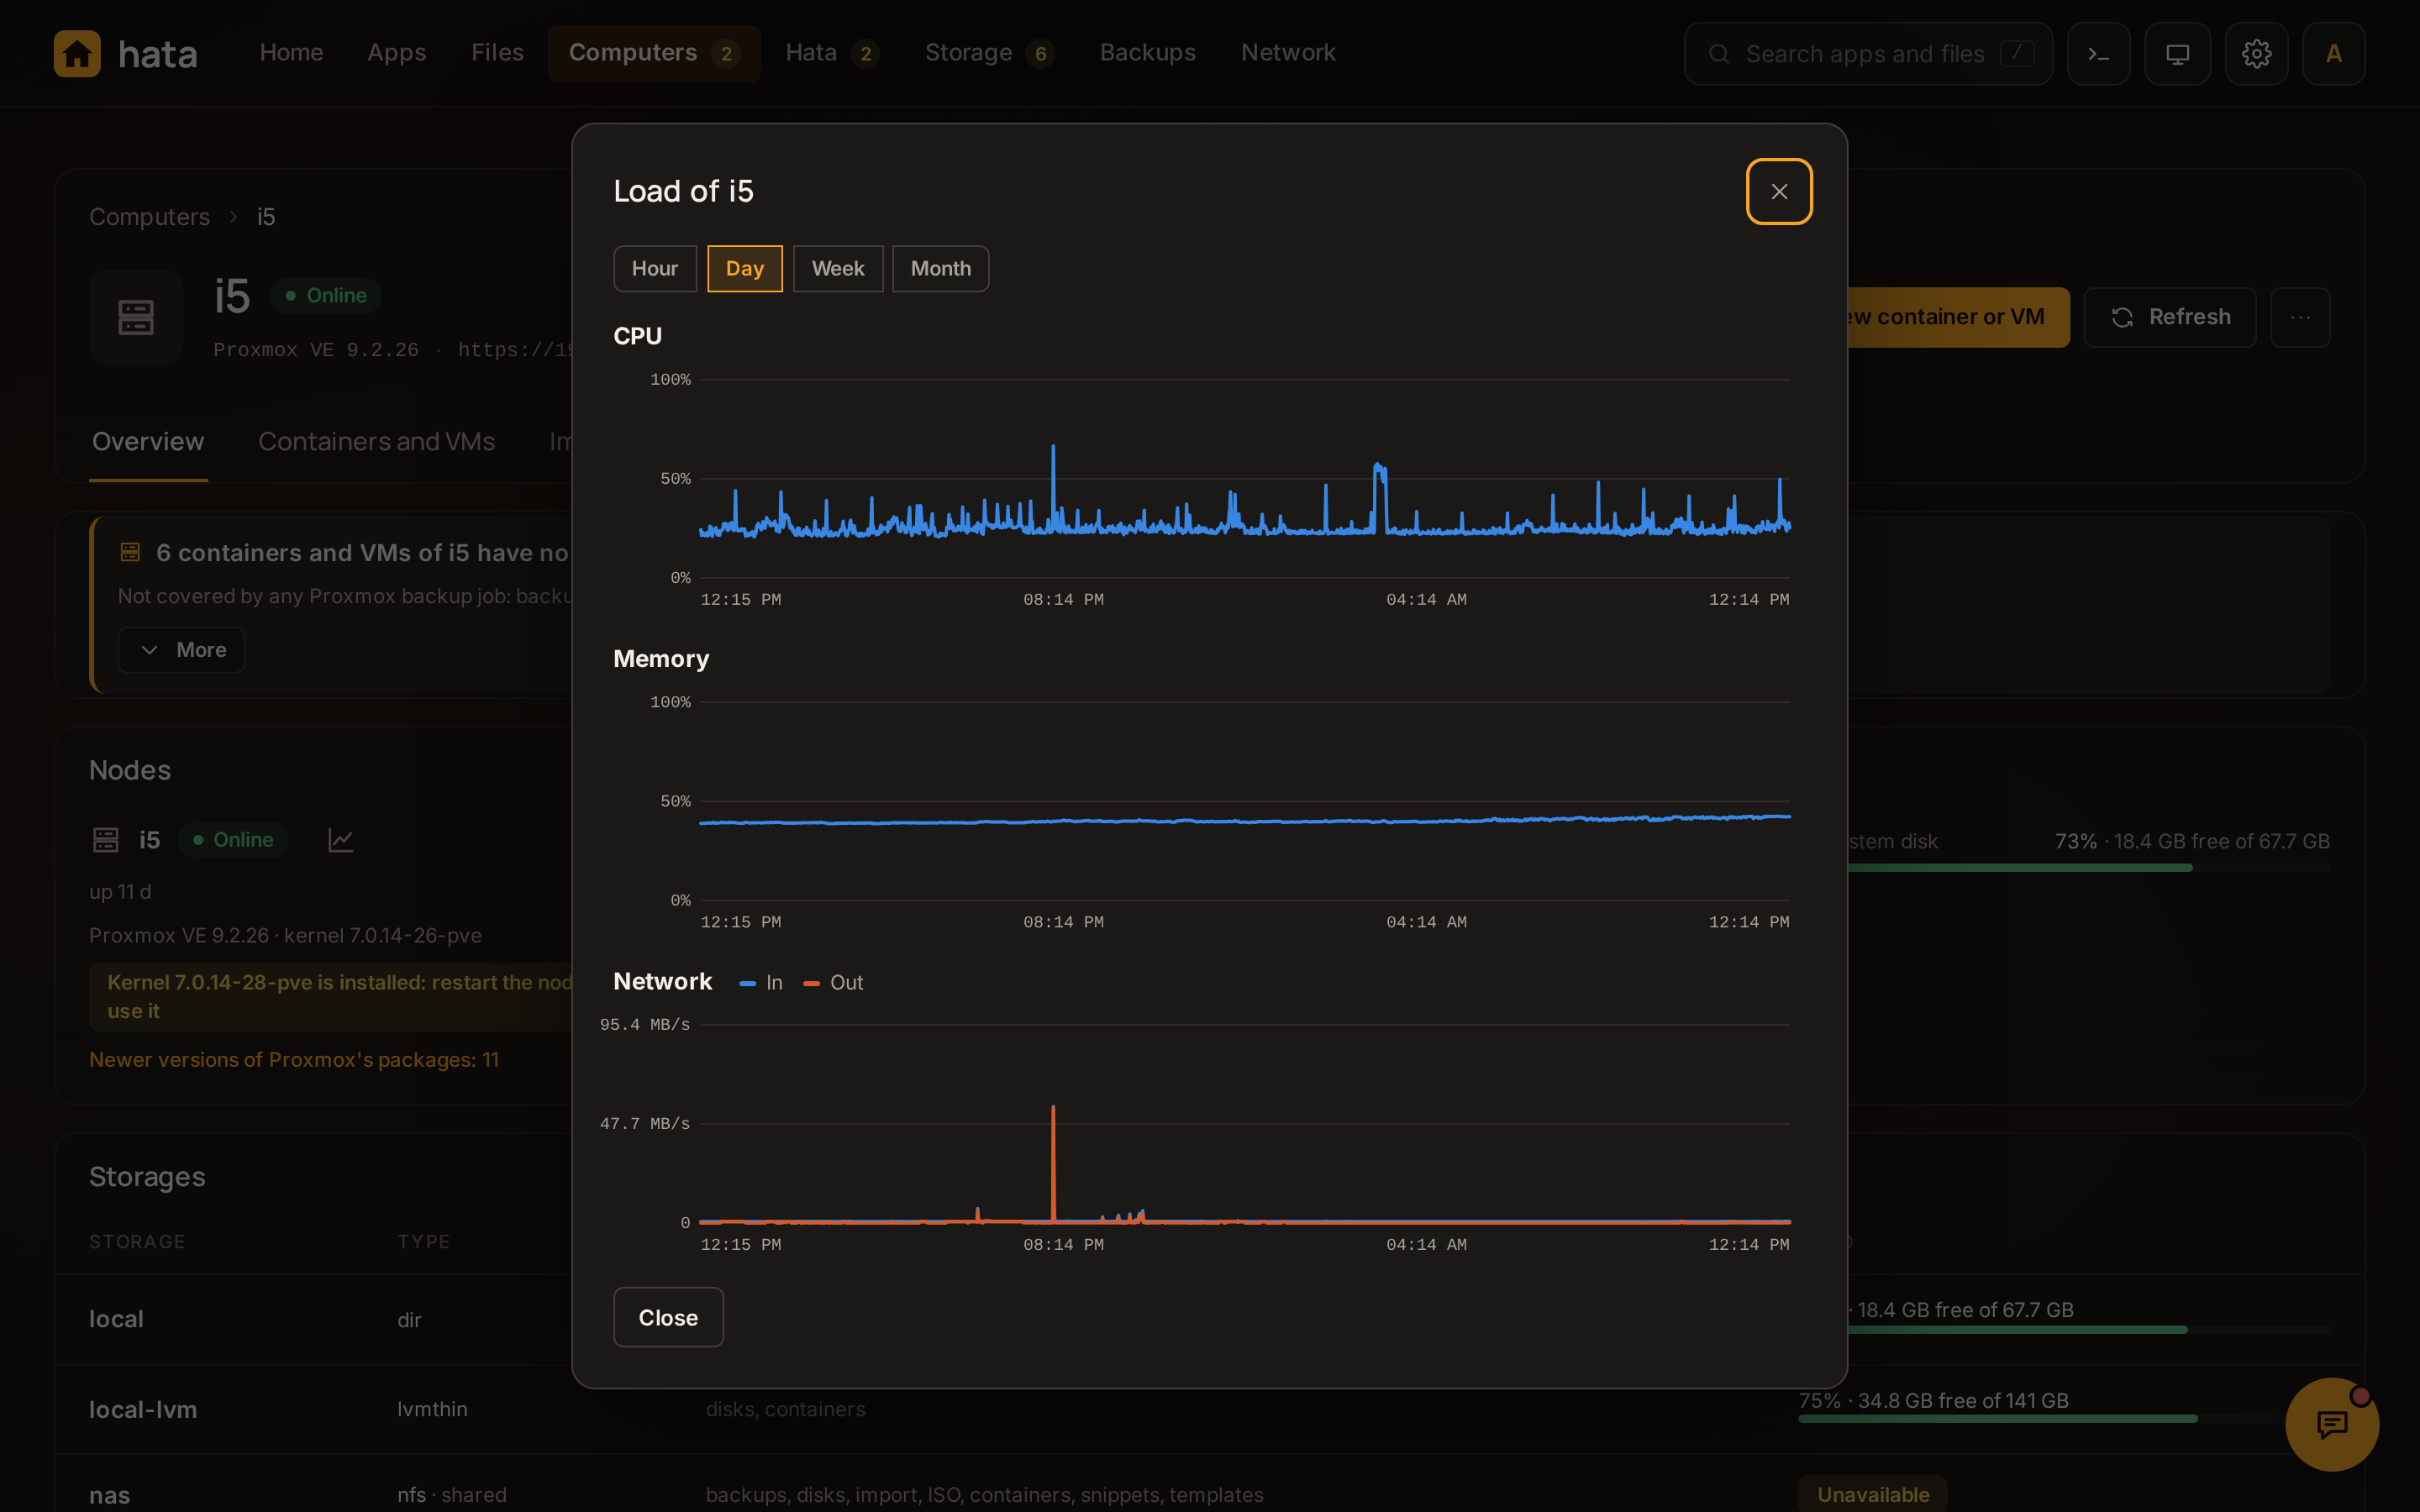 hata Home Apps Files Computers 2 Hata 2 Storage 6 Backups Network Search apps and files / A
Computers > i5
i5 Online
Proxmox VE 9.2.26 · https://19
New container or VM Refresh ...
Overview Containers and VMs Im
6 containers and VMs of i5 have no
Not covered by any Proxmox backup job: backu
More
Nodes
i5 Online
up 11 d
Proxmox VE 9.2.26 · kernel 7.0.14-26-pve
Kernel 7.0.14-28-pve is installed: restart the nod
use it
Newer versions of Proxmox's packages: 11
stem disk 73% · 18.4 GB free of 67.7 GB
Storages
STORAGE TYPE
local dir · 18.4 GB free of 67.7 GB
local-lvm lvmthin disks, containers 75% · 34.8 GB free of 141 GB
nas nfs · shared backups, disks, import, ISO, containers, snippets, templates Unavailable
Load of i5
Hour Day Week Month
CPU
100%
50%
0%
12:15 PM 08:14 PM 04:14 AM 12:14 PM
Memory
100%
50%
0%
12:15 PM 08:14 PM 04:14 AM 12:14 PM
Network In Out
95.4 MB/s
47.7 MB/s
0
12:15 PM 08:14 PM 04:14 AM 12:14 PM
Close